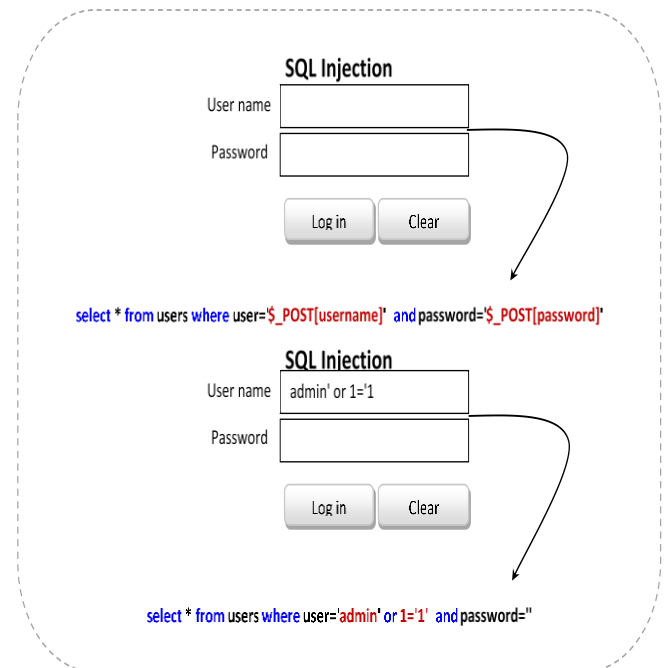 SQL Injection
User name
Password
Log in Clear
select * from users where user='$_POST[username]' and password='$_POST[password]'
SQL Injection
User name admin' or 1='1
Password
Log in Clear
select * from users where user='admin' or 1='1' and password=''